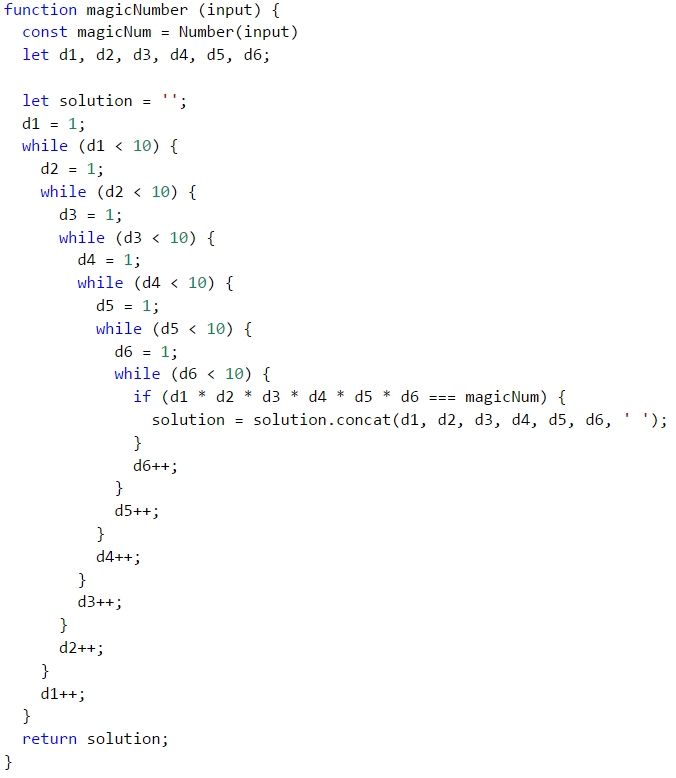 function magicNumber (input) {
  const magicNum = Number(input)
  let d1, d2, d3, d4, d5, d6;

  let solution = '';
  d1 = 1;
  while (d1 < 10) {
    d2 = 1;
    while (d2 < 10) {
      d3 = 1;
      while (d3 < 10) {
        d4 = 1;
        while (d4 < 10) {
          d5 = 1;
          while (d5 < 10) {
            d6 = 1;
            while (d6 < 10) {
              if (d1 * d2 * d3 * d4 * d5 * d6 === magicNum) {
                solution = solution.concat(d1, d2, d3, d4, d5, d6, ' ');
              }
              d6++;
            }
            d5++;
          }
          d4++;
        }
        d3++;
      }
      d2++;
    }
    d1++;
  }
  return solution;
}